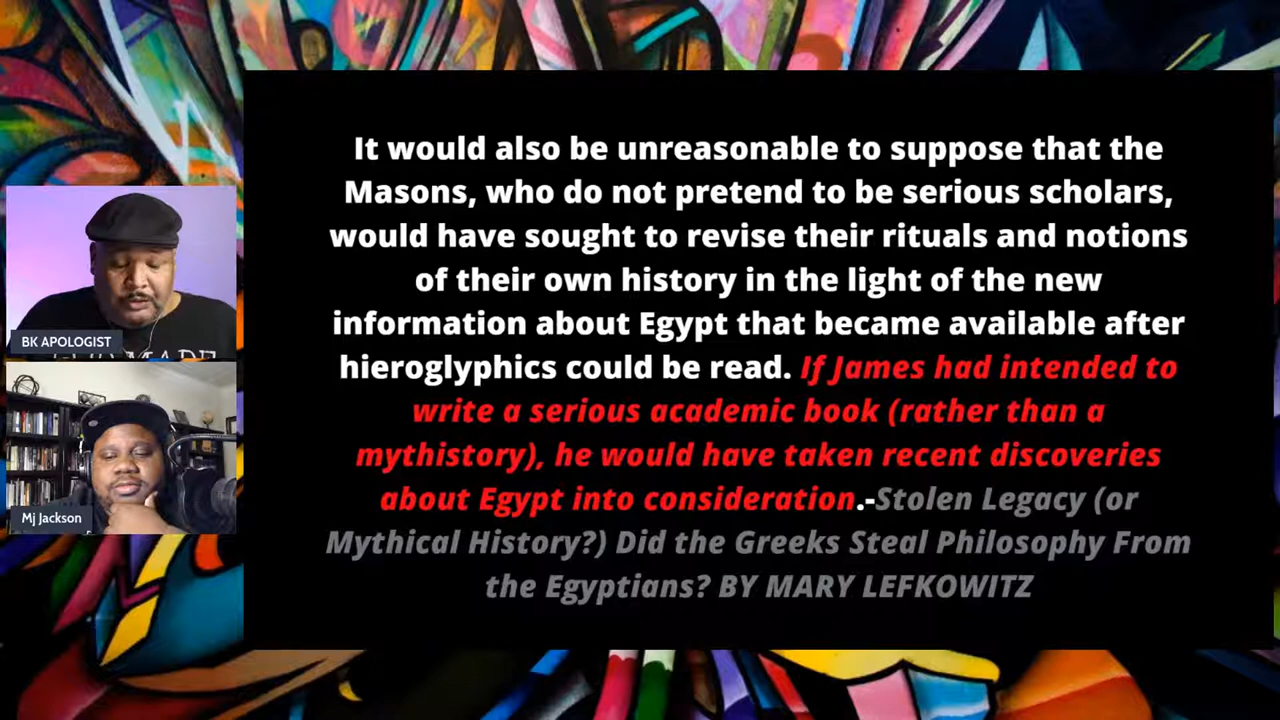 It would also be unreasonable to suppose that the
Masons, who do not pretend to be serious scholars,
would have sought to revise their rituals and notions
of their own history in the light of the new
information about Egypt that became available after
hieroglyphics could be read. If James had intended to
write a serious academic book (rather than a
mythistory), he would have taken recent discoveries
about Egypt into consideration.-Stolen Legacy (or
Mythical History?) Did the Greeks Steal Philosophy From
the Egyptians? BY MARY LEFKOWITZ
BK APOLOGIST
Mj Jackson